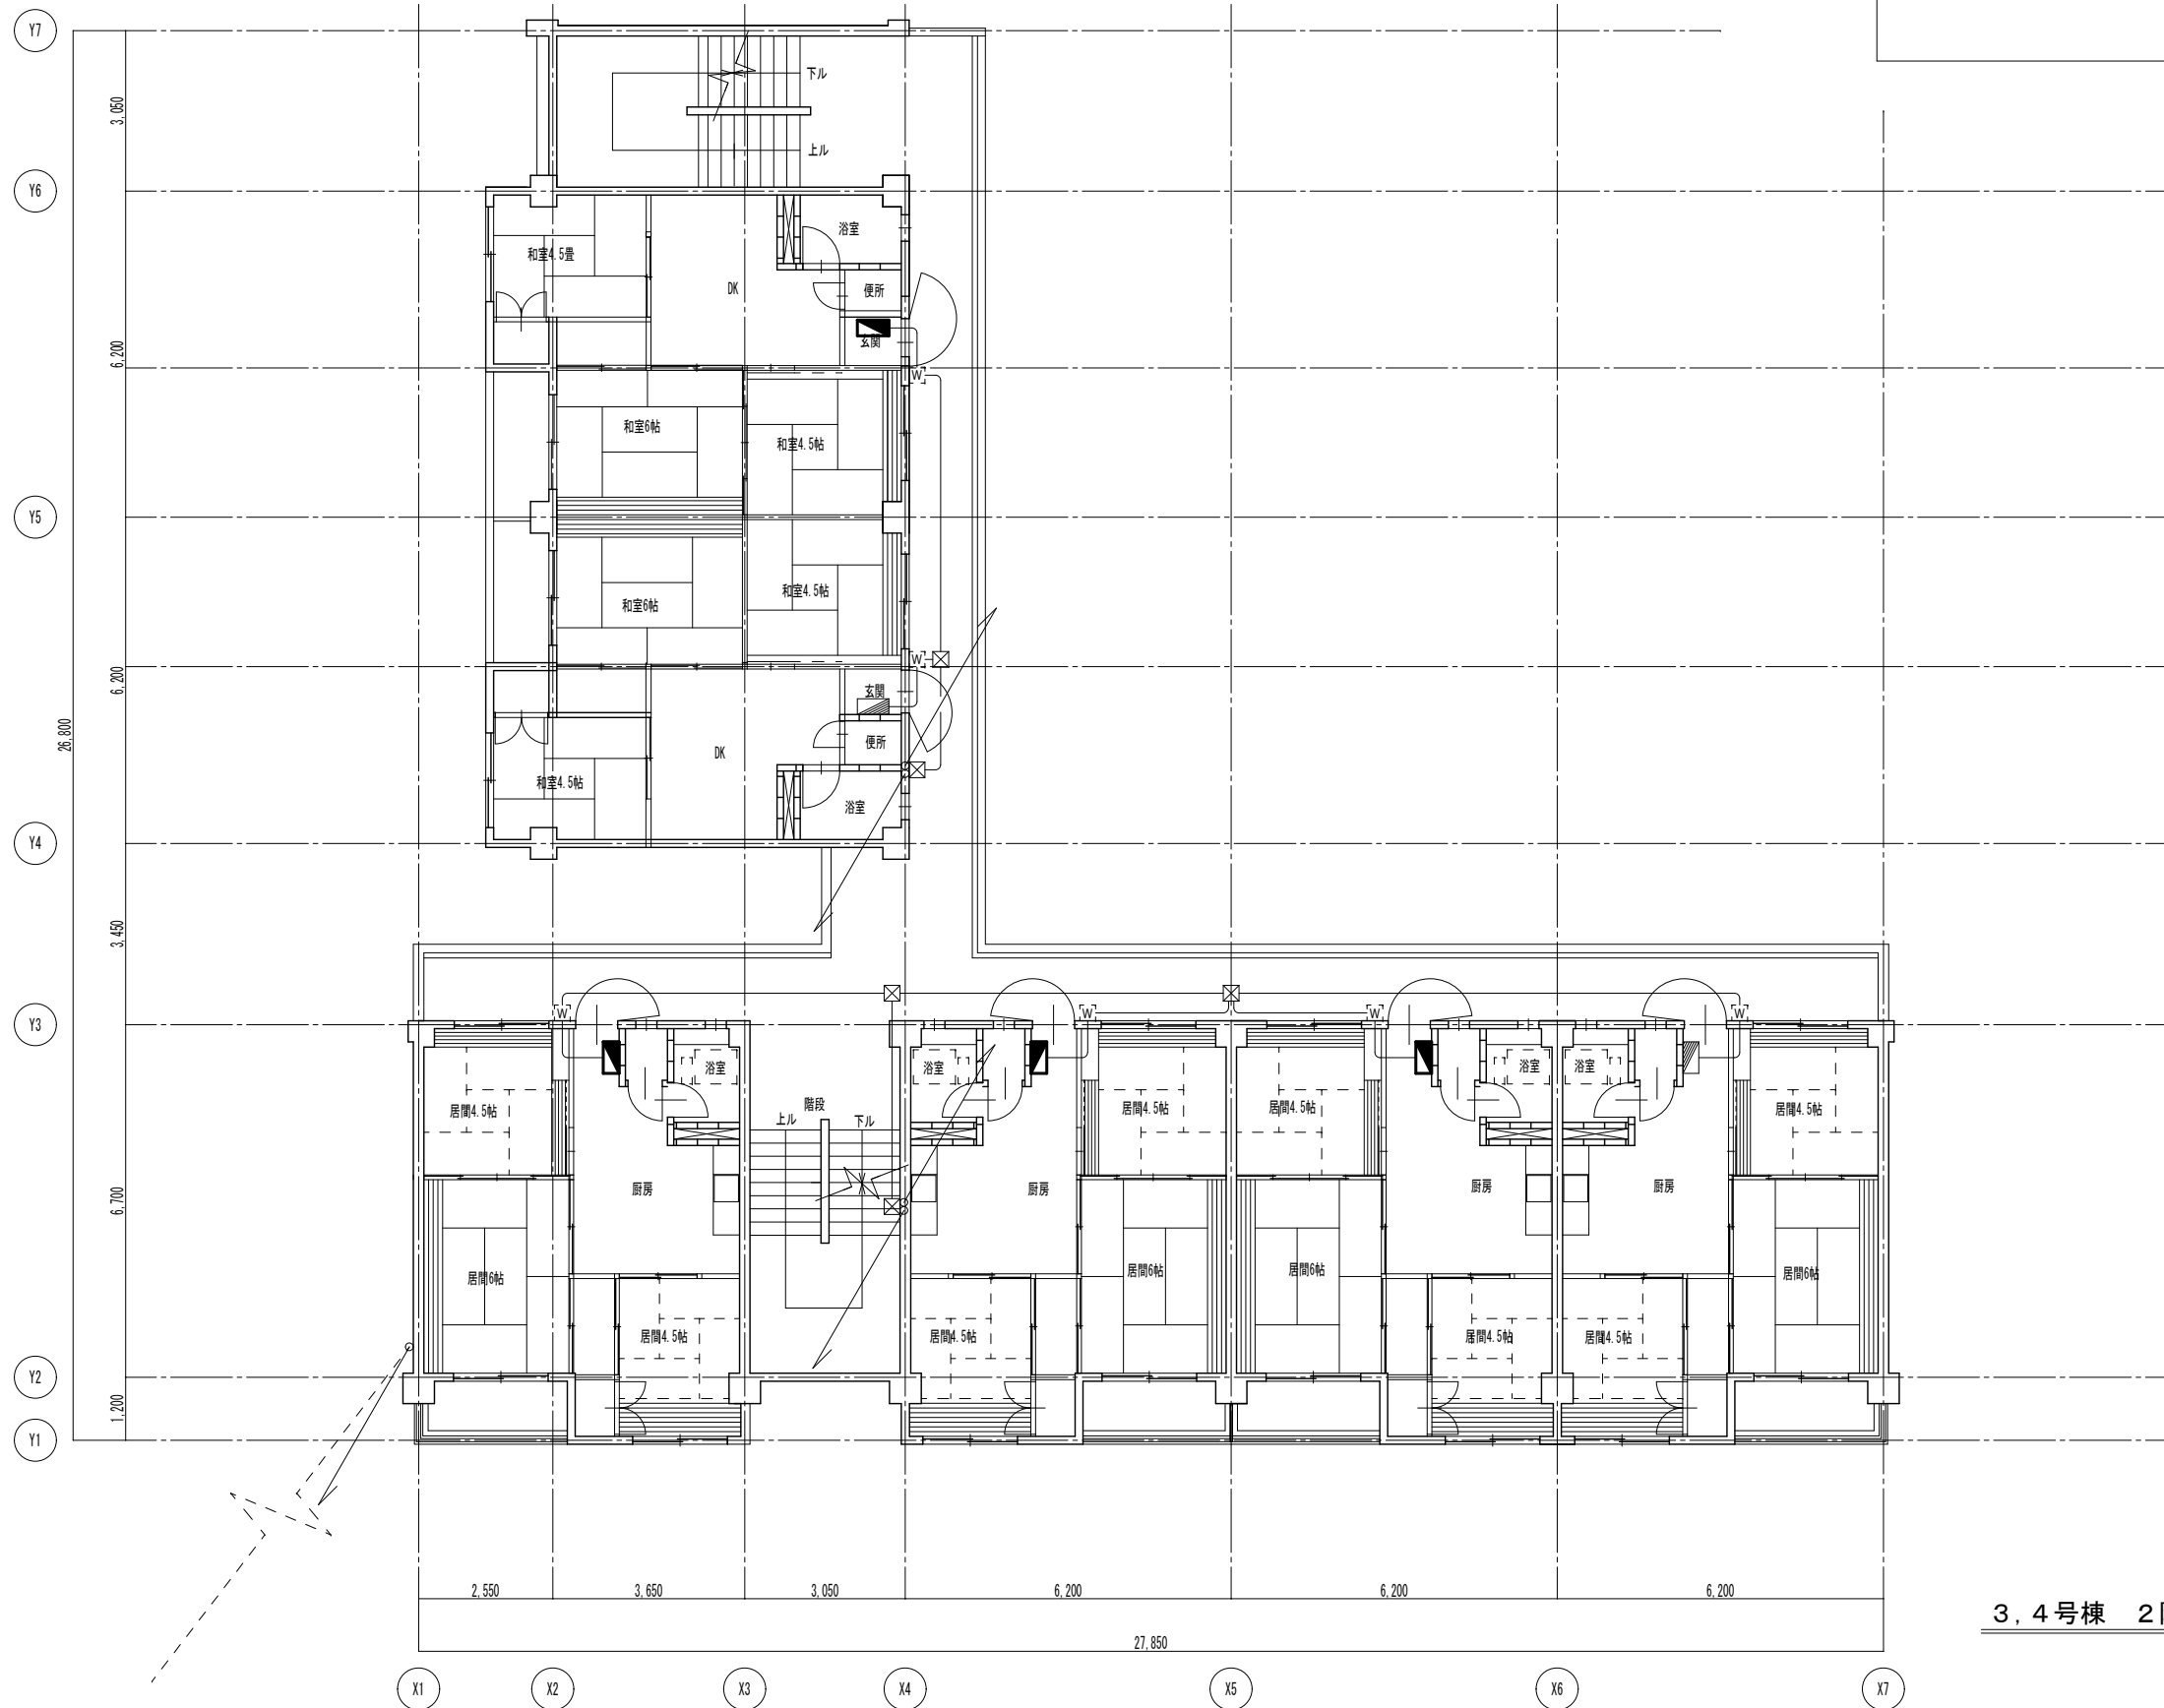 Y7
下ル
3,050
上ル
Y6
浴室
和室4.5畳
DK
便所
玄関
6,200
W
和室6帖
和室4.5帖
Y5
和室6帖
和室4.5帖
W
6,200
玄関
26,800
DK
便所
和室4.5帖
浴室
Y4
3,450
W
W
W
W
Y3
浴室
浴室
浴室
浴室
居間4.5帖
階段
上ル
下ル
居間4.5帖
居間4.5帖
居間4.5帖
6,700
厨房
厨房
厨房
厨房
居間6帖
居間6帖
居間6帖
居間6帖
居間4.5帖
居間4.5帖
居間4.5帖
居間4.5帖
Y2
1,200
Y1
2,550
3,650
3,050
6,200
6,200
6,200
3,4号棟 2
27,850
X1
X2
X3
X4
X5
X6
X7